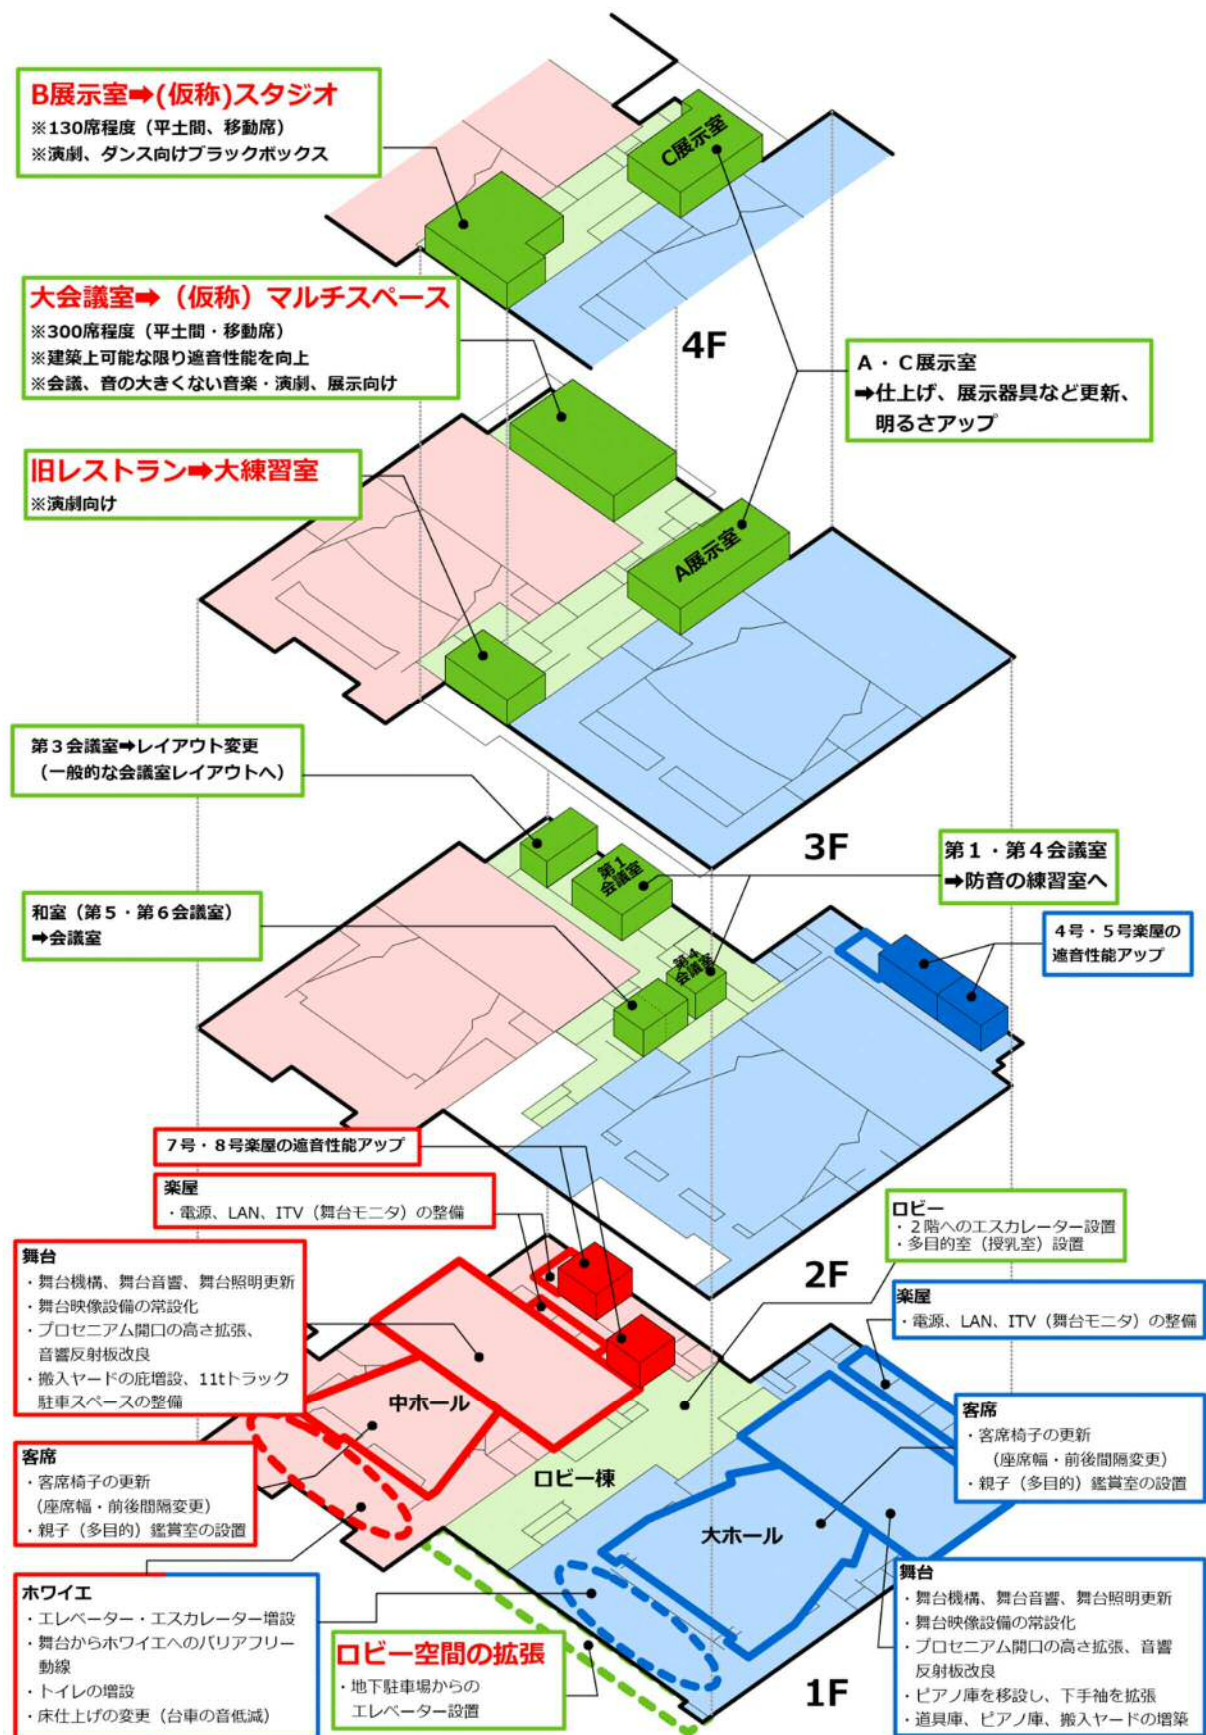 B展示室➡(仮称)スタジオ
※130席程度（平土間、移動席）
※演劇、ダンス向けブラックボックス
C展示室
大会議室➡（仮称）マルチスペース
※300席程度（平土間・移動席）
※建築上可能な限り遮音性能を向上
※会議、音の大きくない音楽・演劇、展示向け
4F
A・C展示室
➡仕上げ、展示器具など更新、
明るさアップ
旧レストラン➡大練習室
※演劇向け
A展示室
第３会議室➡レイアウト変更
（一般的な会議室レイアウトへ）
3F
第１・第４会議室
➡防音の練習室へ
第１
会議室
和室（第５・第６会議室）
➡会議室
第４
会議室
４号・５号楽屋の
遮音性能アップ
７号・８号楽屋の遮音性能アップ
楽屋
・電源、LAN、ITV（舞台モニタ）の整備
ロビー
・２階へのエスカレーター設置
・多目的室（授乳室）設置
2F
舞台
・舞台機構、舞台音響、舞台照明更新
・舞台映像設備の常設化
・プロセニアム開口の高さ拡張、
音響反射板改良
・搬入ヤードの庇増設、11tトラック
駐車スペースの整備
楽屋
・電源、LAN、ITV（舞台モニタ）の整備
中ホール
客席
・客席椅子の更新
（座席幅・前後間隔変更）
・親子（多目的）鑑賞室の設置
ロビー棟
客席
・客席椅子の更新
（座席幅・前後間隔変更）
・親子（多目的）鑑賞室の設置
大ホール
ホワイエ
・エレベーター・エスカレーター増設
・舞台からホワイエへのバリアフリー
動線
・トイレの増設
・床仕上げの変更（台車の音低減）
ロビー空間の拡張
・地下駐車場からの
エレベーター設置
1F
舞台
・舞台機構、舞台音響、舞台照明更新
・舞台映像設備の常設化
・プロセニアム開口の高さ拡張、音響
反射板改良
・ピアノ庫を移設し、下手袖を拡張
・道具庫、ピアノ庫、搬入ヤードの増築